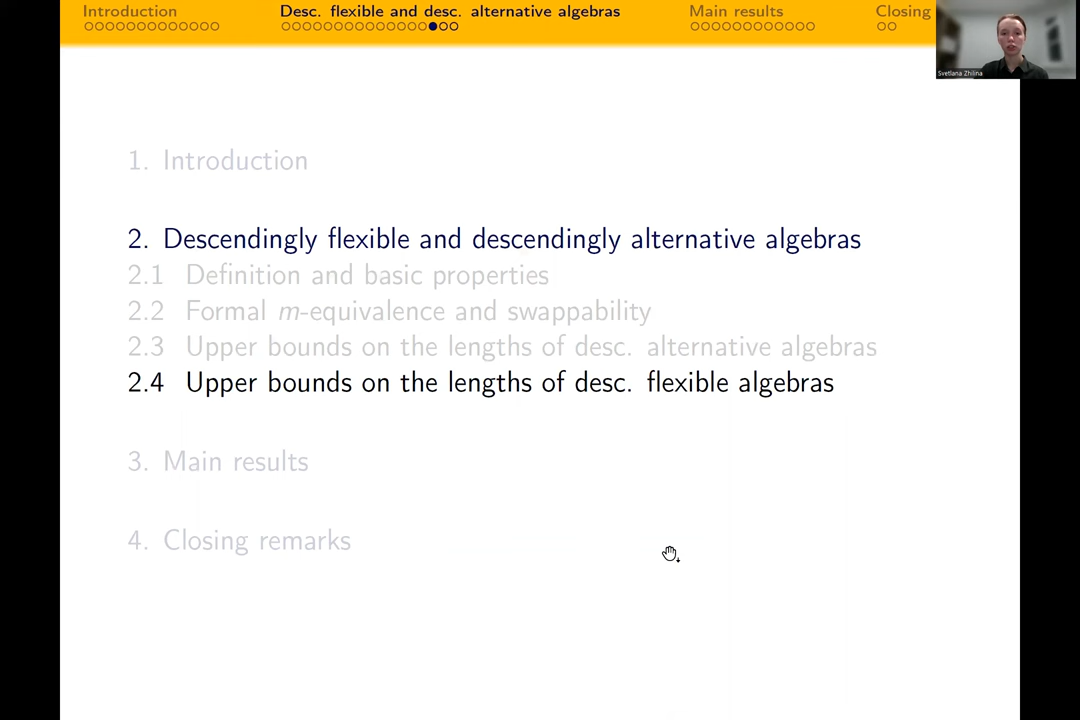 Introduction
Desc. flexible and desc. alternative algebras
Main results
Closing
Svetlana Zhilina
1. Introduction
2. Descendingly flexible and descendingly alternative algebras
2.1 Definition and basic properties
2.2 Formal m-equivalence and swappability
2.3 Upper bounds on the lengths of desc. alternative algebras
2.4 Upper bounds on the lengths of desc. flexible algebras
3. Main results
4. Closing remarks